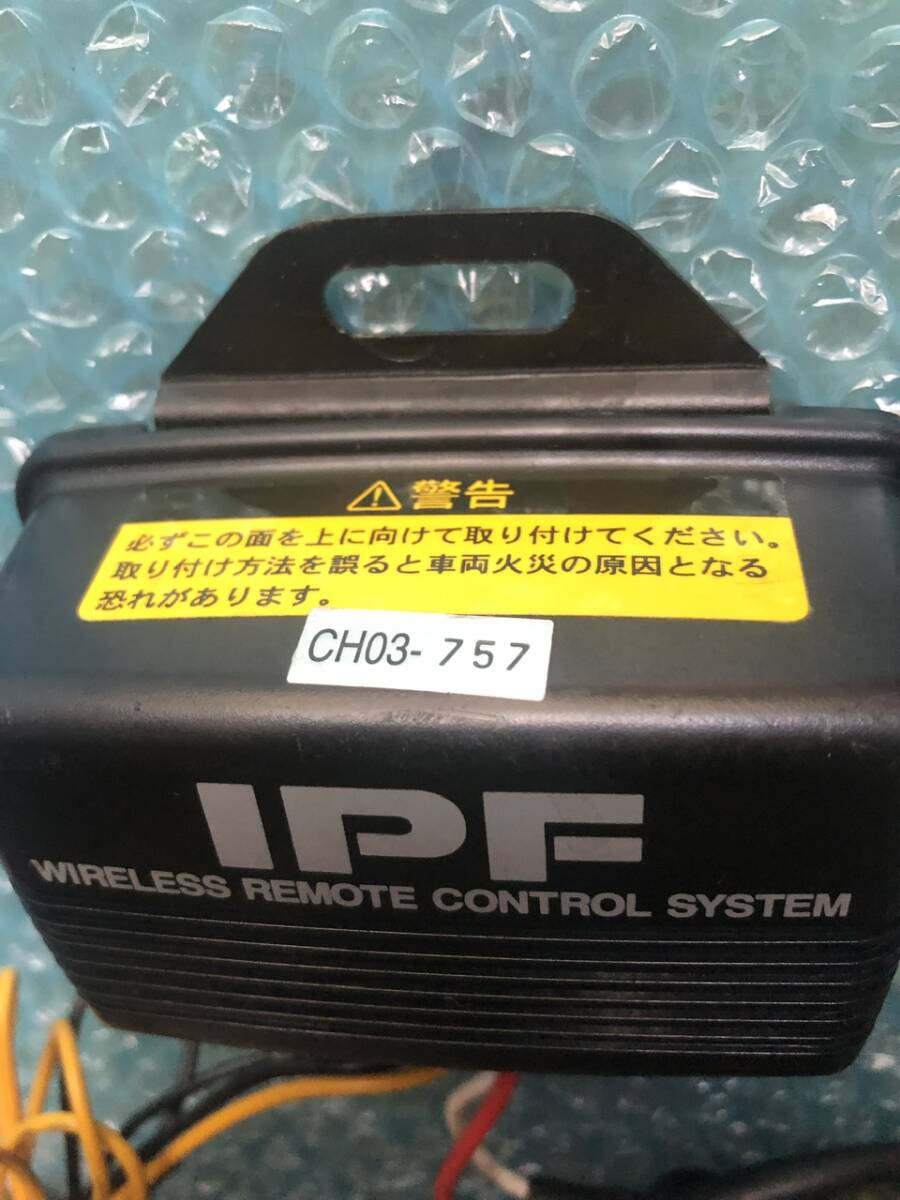 ⚠警告
必ずこの面を上に向けて取り付けてください。
取り付け方法を誤ると車両火災の原因となる
恐れがあります。
CH03-757
IPF
WIRELESS REMOTE CONTROL SYSTEM